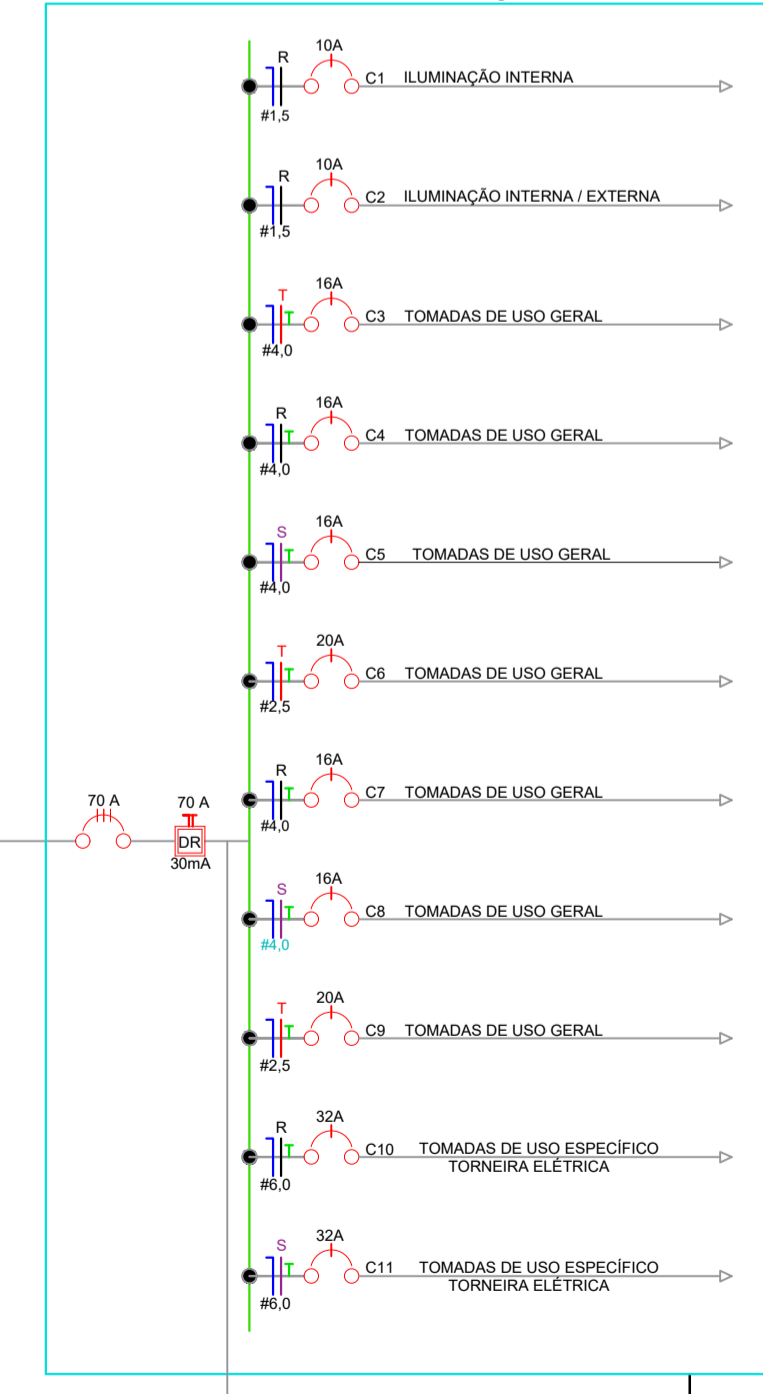 10A
R
C1 ILUMINAÇÃO INTERNA
#1,5
10A
R
C2 ILUMINAÇÃO INTERNA / EXTERNA
#1,5
16A
T
T
C3 TOMADAS DE USO GERAL
#4,0
16A
R
T
C4 TOMADAS DE USO GERAL
#4,0
16A
S
T
C5 TOMADAS DE USO GERAL
#4,0
20A
T
T
C6 TOMADAS DE USO GERAL
#2,5
16A
R
T
C7 TOMADAS DE USO GERAL
#4,0
70 A
70 A
DR
30mA
16A
S
T
C8 TOMADAS DE USO GERAL
#4,0
20A
T
T
C9 TOMADAS DE USO GERAL
#2,5
32A
R
T
C10 TOMADAS DE USO ESPECÍFICO
TORNEIRA ELÉTRICA
#6,0
32A
S
T
C11 TOMADAS DE USO ESPECÍFICO
TORNEIRA ELÉTRICA
#6,0